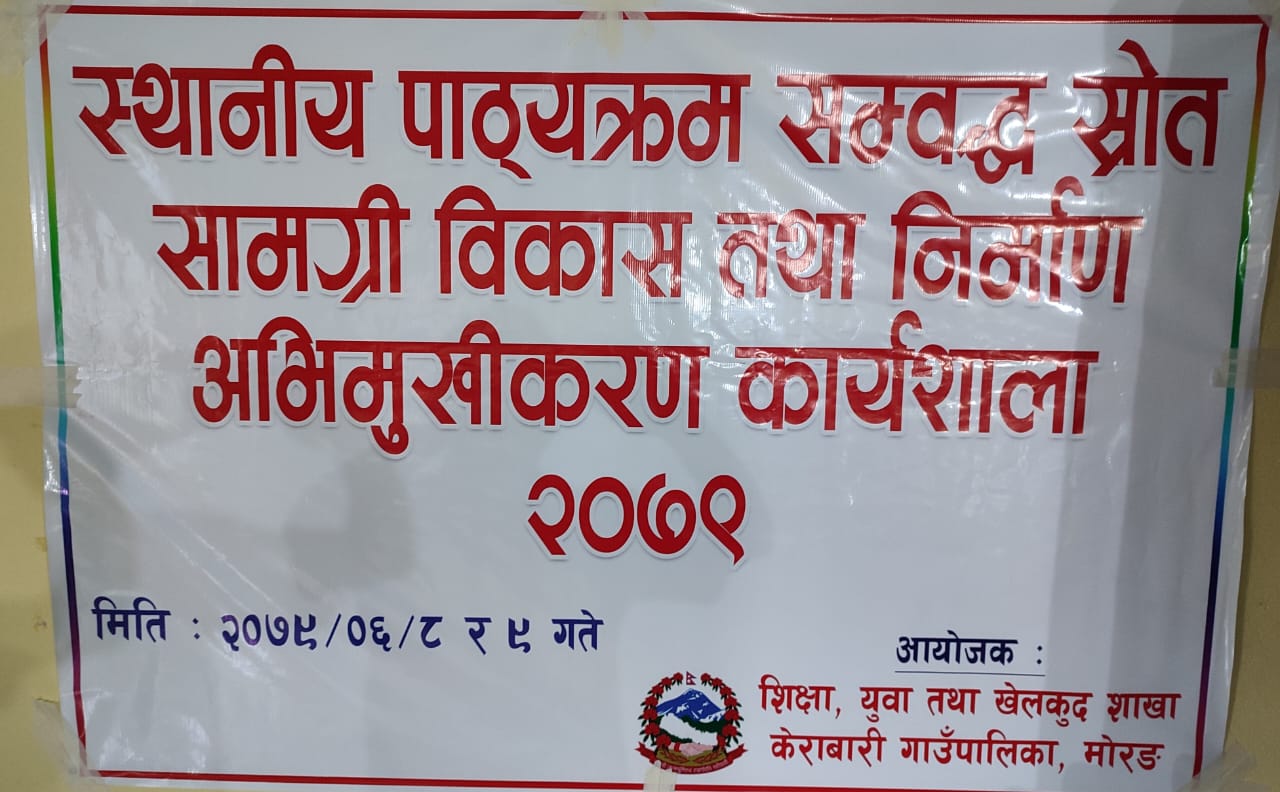 स्थानीय पाठ्यक्रम सम्वद्ध स्रोत
सामग्री विकास तथा निर्माण
अभिमुखीकरण कार्यशाला
२०७९
मिति : २०७९/०६/८ र ९ गते
आयोजक :
शिक्षा, युवा तथा खेलकुद शाखा
केराबारी गाउँपालिका, मोरङ